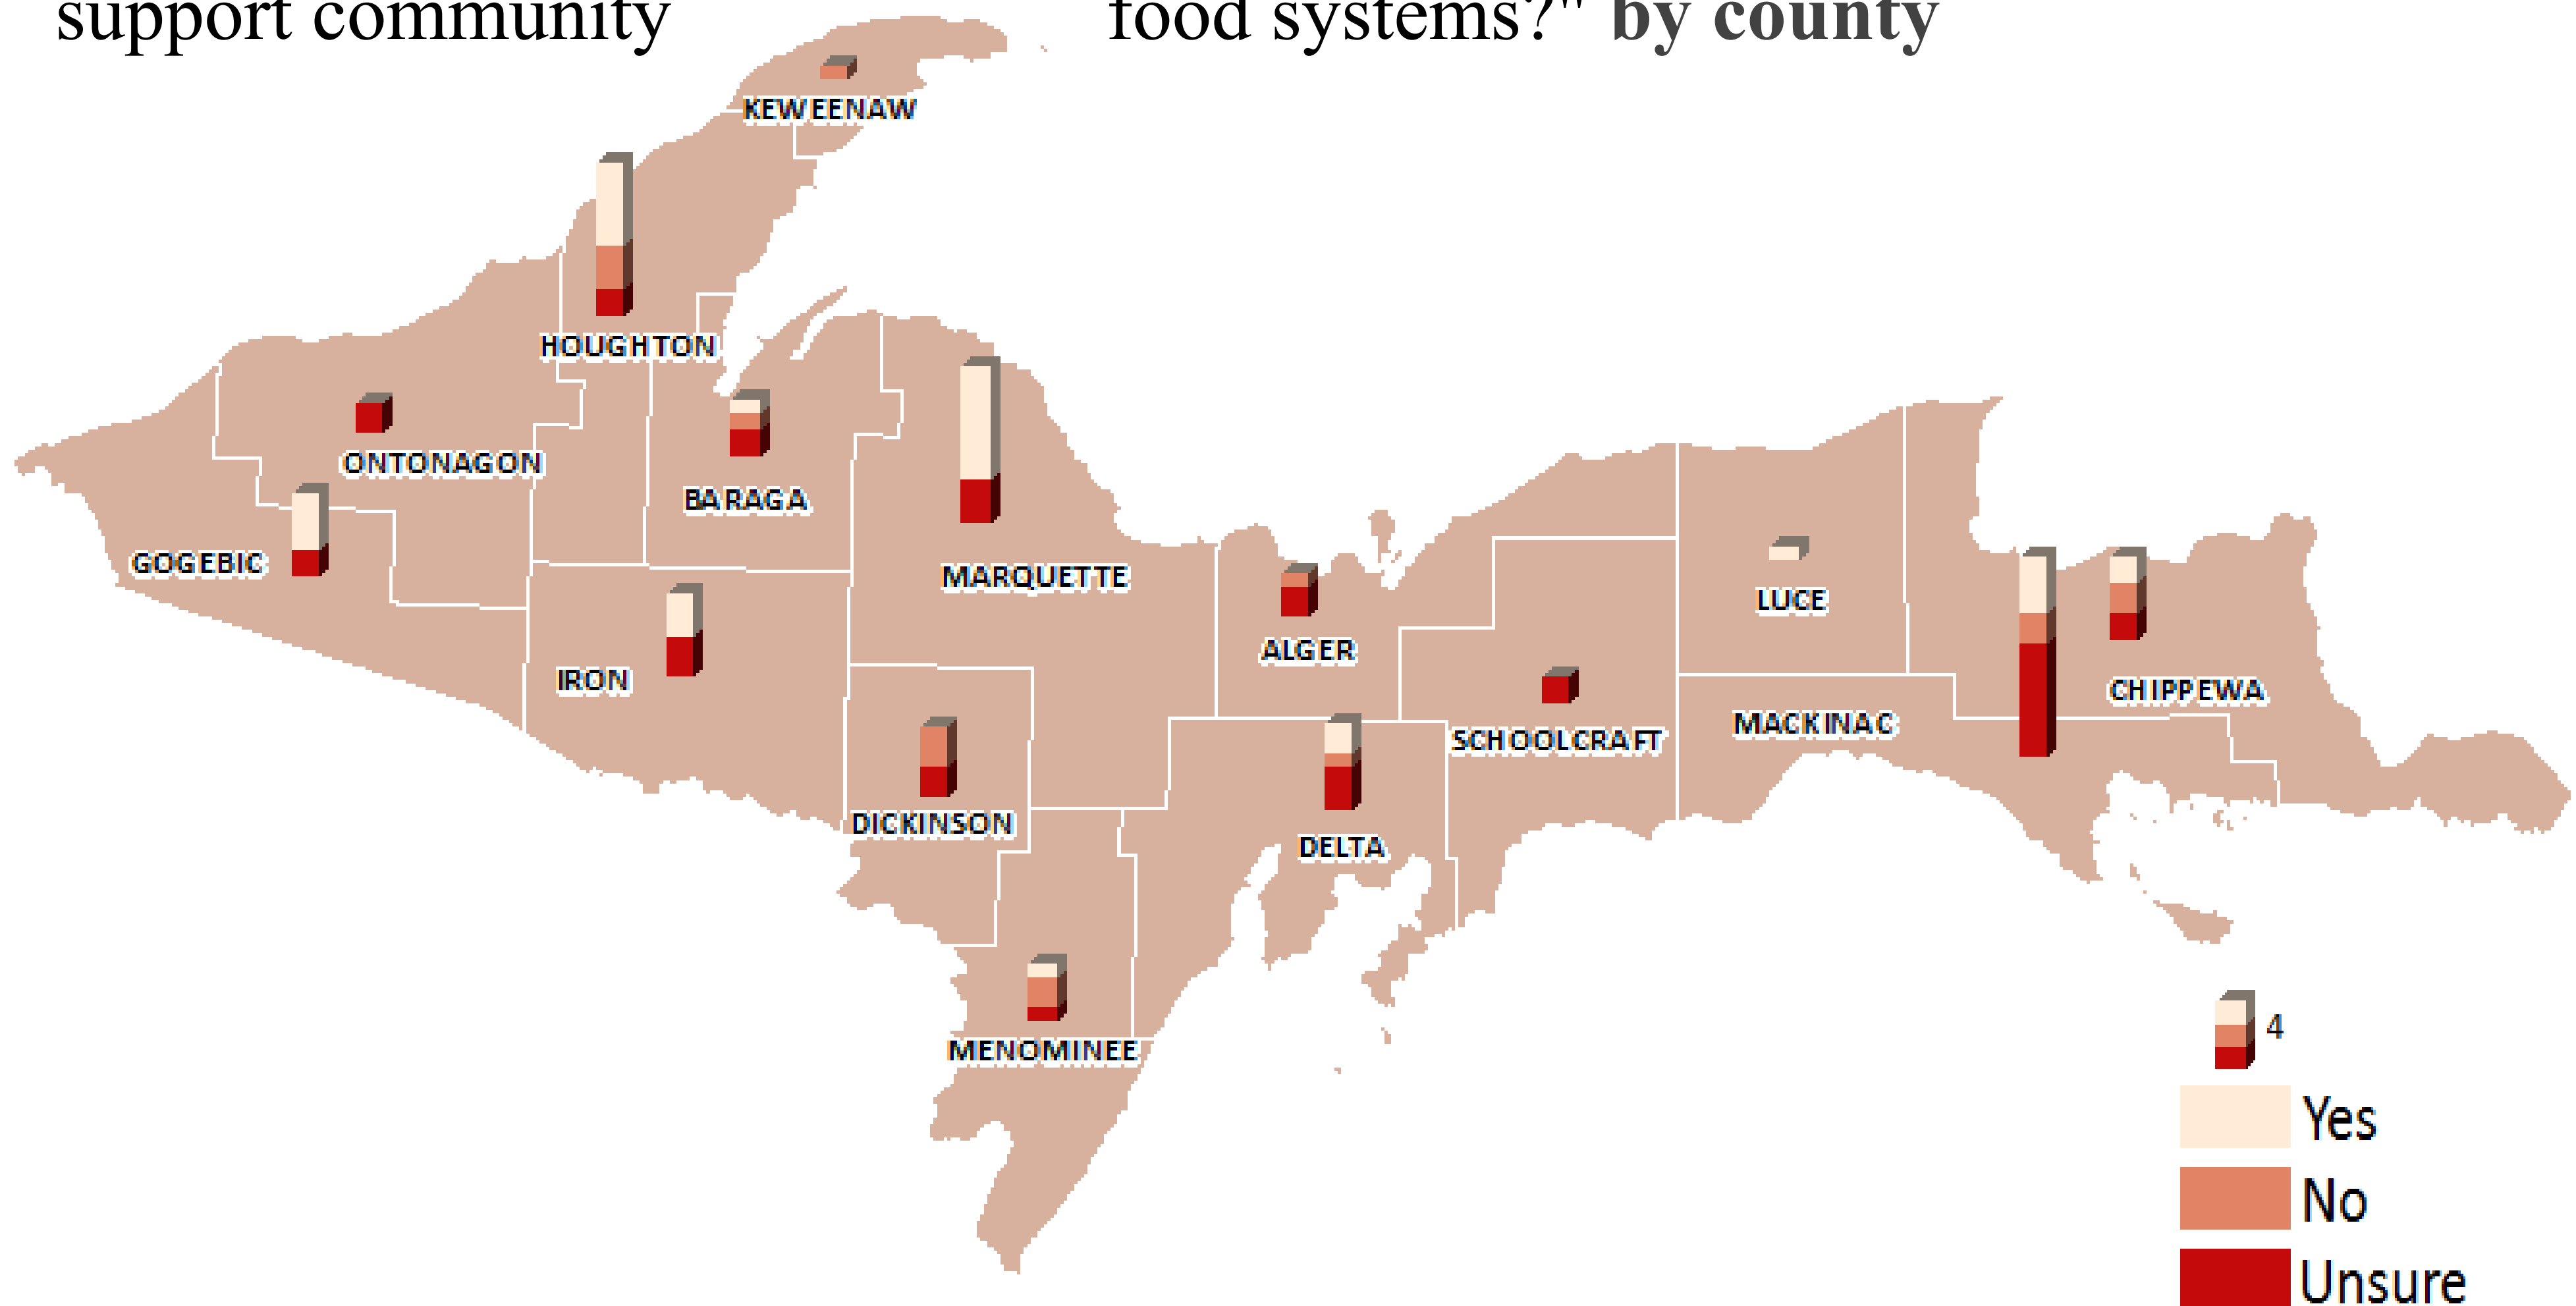 support community food systems?" by county
KEWEENAW
HOUGHTON
ONTONAGON
BARAGA
GOGEBIC
MARQUETTE
LUCE
ALGER
IRON
CHIPPEWA
MACKINAC
SCHOOLCRAFT
DICKINSON
DELTA
4
MENOMINEE
Yes
No
Unsure